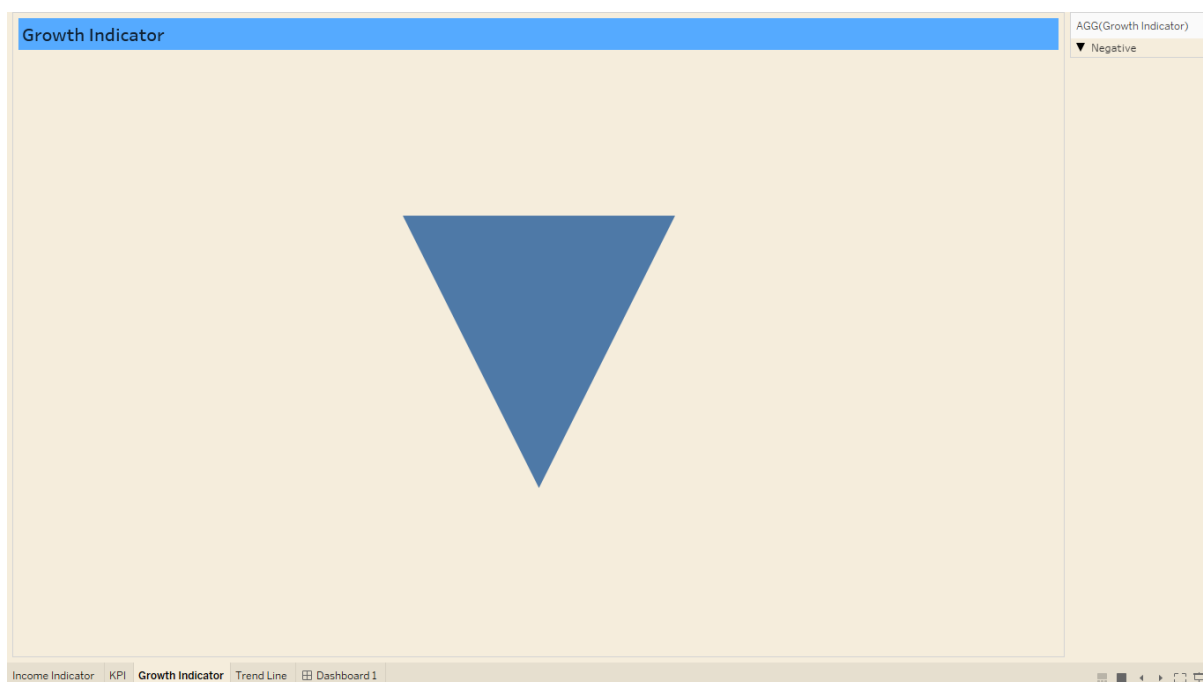 Growth Indicator
AGG(Growth Indicator)
Negative
Income Indicator KPI Growth Indicator Trend Line Dashboard 1